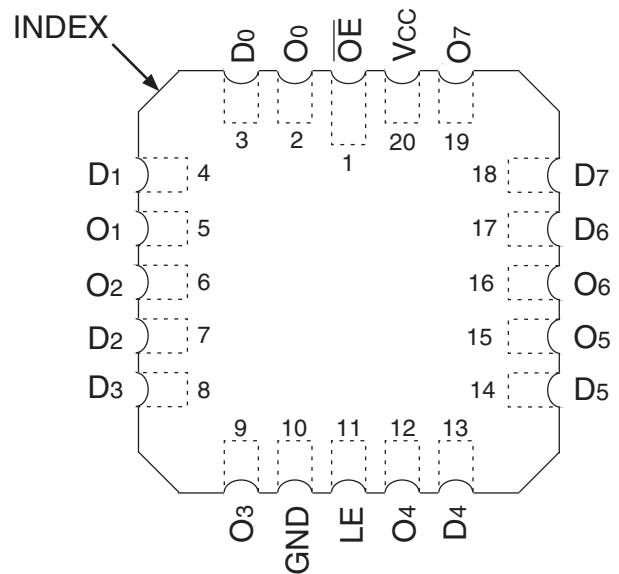 INDEX
D0 O0 O̅E̅ VCC O7
3 2 1 20 19
D1 4 18 D7
O1 5 17 D6
O2 6 16 O6
D2 7 15 O5
D3 8 14 D5
9 10 11 12 13
O3 GND LE O4 D4